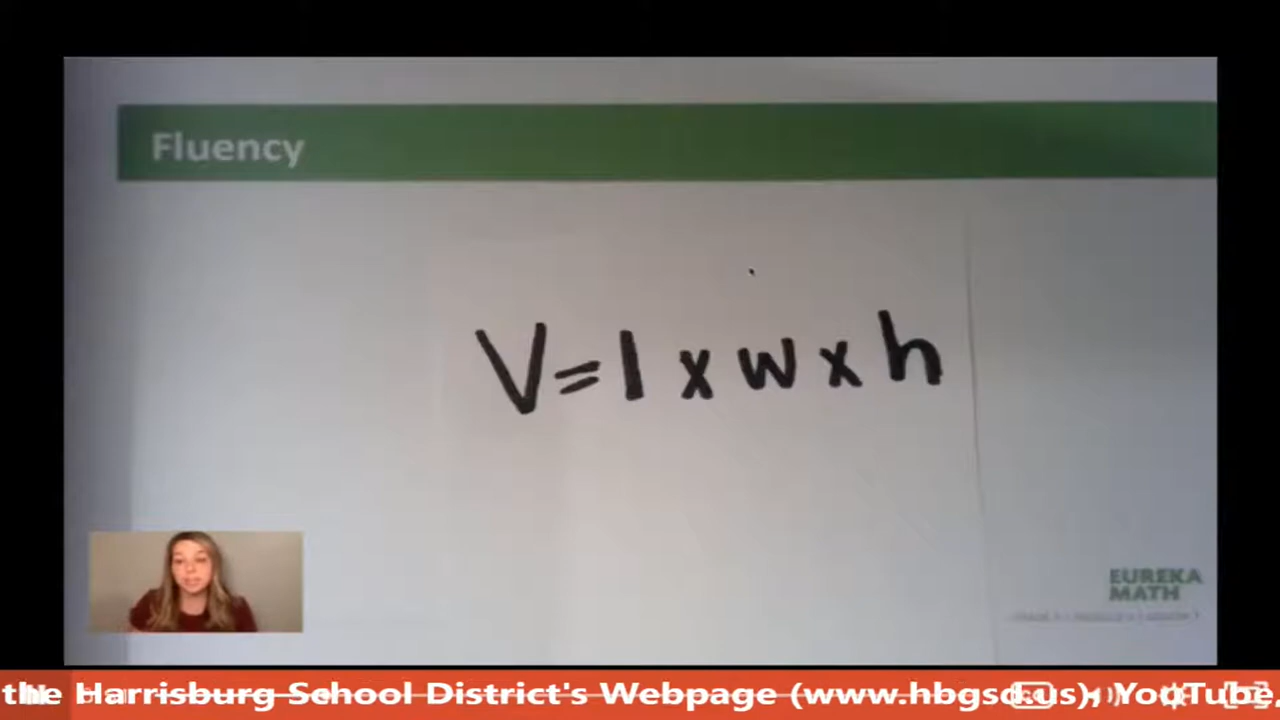 Fluency
V=l x w x h
EUREKA
MATH
the Harrisburg School District's Webpage (www.hbgsd.us), YouTube,